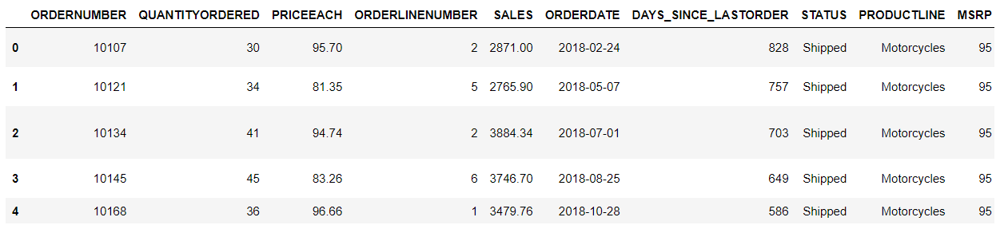 ORDERNUMBER QUANTITYORDERED PRICEEACH ORDERLINENUMBER SALES ORDERDATE DAYS_SINCE_LASTORDER STATUS PRODUCTLINE MSRP
0 10107 30 95.70 2 2871.00 2018-02-24 828 Shipped Motorcycles 95
1 10121 34 81.35 5 2765.90 2018-05-07 757 Shipped Motorcycles 95
2 10134 41 94.74 2 3884.34 2018-07-01 703 Shipped Motorcycles 95
3 10145 45 83.26 6 3746.70 2018-08-25 649 Shipped Motorcycles 95
4 10168 36 96.66 1 3479.76 2018-10-28 586 Shipped Motorcycles 95